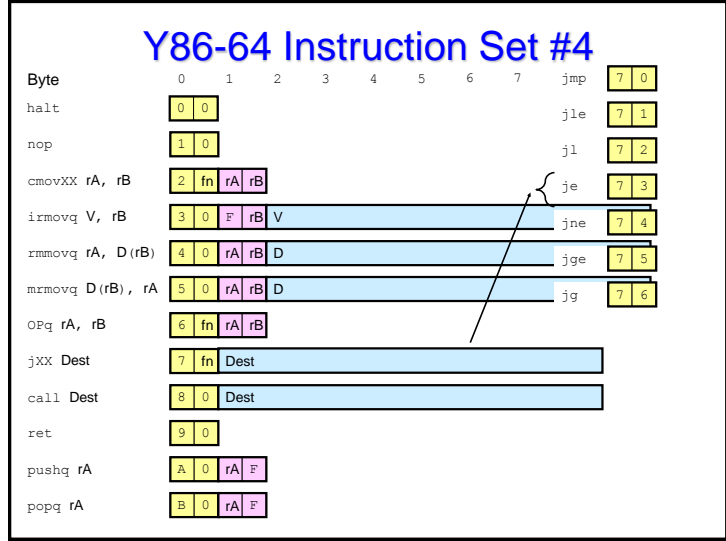 Y86-64 Instruction Set #4
Byte 0 1 2 3 4 5 6 7 jmp 7 0
halt 0 0
jle 7 1
nop 1 0
jl 7 2
cmovXX rA, rB 2 fn rA rB
je 7 3
irmovq V, rB 3 0 F rB V
jne 7 4
rmmovq rA, D(rB) 4 0 rA rB D
jge 7 5
mrmovq D(rB), rA 5 0 rA rB D
jg 7 6
OPq rA, rB 6 fn rA rB
jXX Dest 7 fn Dest
call Dest 8 0 Dest
ret 9 0
pushq rA A 0 rA F
popq rA B 0 rA F